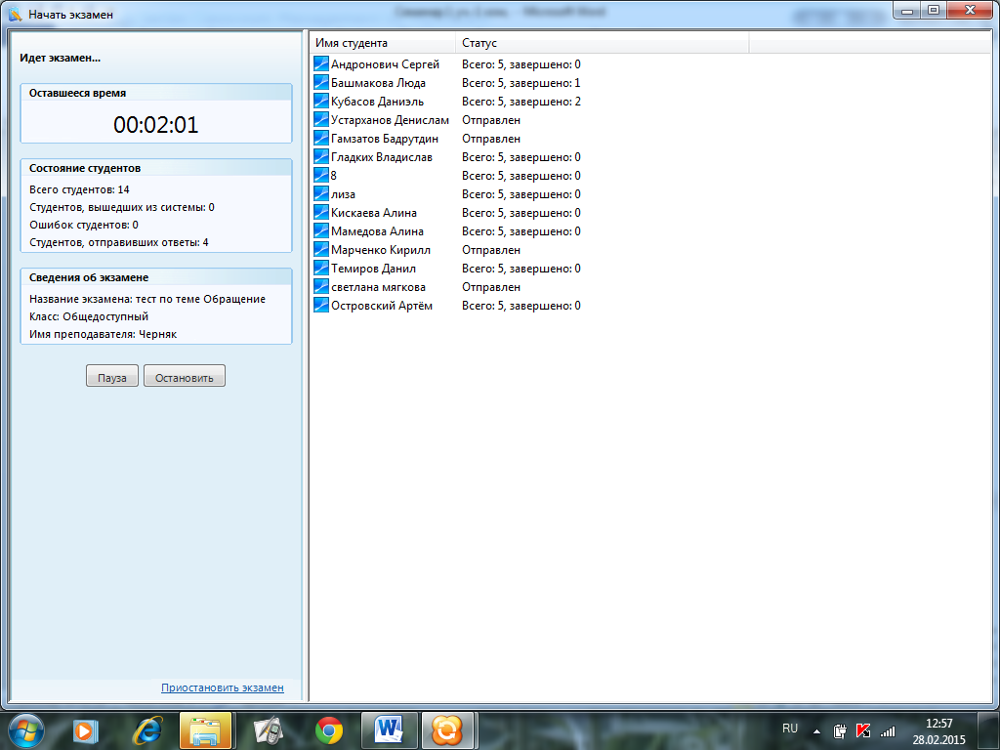 Начать экзамен
Идет экзамен...
Оставшееся время
00:02:01
Состояние студентов
Всего студентов: 14
Студентов, вышедших из системы: 0
Ошибок студентов: 0
Студентов, отправивших ответы: 4
Сведения об экзамене
Название экзамена: тест по теме Обращение
Класс: Общедоступный
Имя преподавателя: Черняк
Пауза Остановить
Приостановить экзамен
Имя студента Статус
Андронович Сергей Всего: 5, завершено: 0
Башмакова Люда Всего: 5, завершено: 1
Кубасов Даниэль Всего: 5, завершено: 2
Устарханов Денислам Отправлен
Гамзатов Бадрутдин Отправлен
Гладких Владислав Всего: 5, завершено: 0
8 Всего: 5, завершено: 0
лиза Всего: 5, завершено: 0
Кискаева Алина Всего: 5, завершено: 0
Мамедова Алина Всего: 5, завершено: 0
Марченко Кирилл Отправлен
Темиров Данил Всего: 5, завершено: 0
светлана мягкова Отправлен
Островский Артём Всего: 5, завершено: 0
RU
12:57
28.02.2015